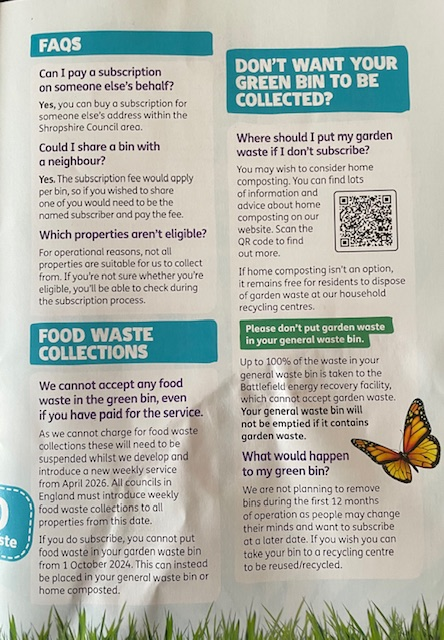 FAQS
Can I pay a subscription
on someone else's behalf?
Yes, you can buy a subscription for
someone else's address within the
Shropshire Council area.
Could I share a bin with
a neighbour?
Yes. The subscription fee would apply
per bin, so if you wished to share
one of you would need to be the
named subscriber and pay the fee.
Which properties aren't eligible?
For operational reasons, not all
properties are suitable for us to collect
from. If you're not sure whether you're
eligible, you'll be able to check during
the subscription process.
FOOD WASTE
COLLECTIONS
We cannot accept any food
waste in the green bin, even
if you have paid for the service.
As we cannot charge for food waste
collections these will need to be
suspended whilst we develop and
introduce a new weekly service
from April 2026. All councils in
England must introduce weekly
food waste collections to all
properties from this date.
If you do subscribe, you cannot put
food waste in your garden waste bin
from 1 October 2024. This can instead
be placed in your general waste bin or
home composted.
DON'T WANT YOUR
GREEN BIN TO BE
COLLECTED?
Where should I put my garden
waste if I don't subscribe?
You may wish to consider home
composting. You can find lots
of information and
advice about home
composting on our
website. Scan the
QR code to find
out more.
If home composting isn't an option,
it remains free for residents to dispose
of garden waste at our household
recycling centres.
Please don't put garden waste
in your general waste bin.
Up to 100% of the waste in your
general waste bin is taken to the
Battlefield energy recovery facility,
which cannot accept garden waste.
Your general waste bin will
not be emptied if it contains
garden waste.
What would happen
to my green bin?
We are not planning to remove
bins during the first 12 months
of operation as people may change
their minds and want to subscribe
at a later date. If you wish you can
take your bin to a recycling centre
to be reused/recycled.